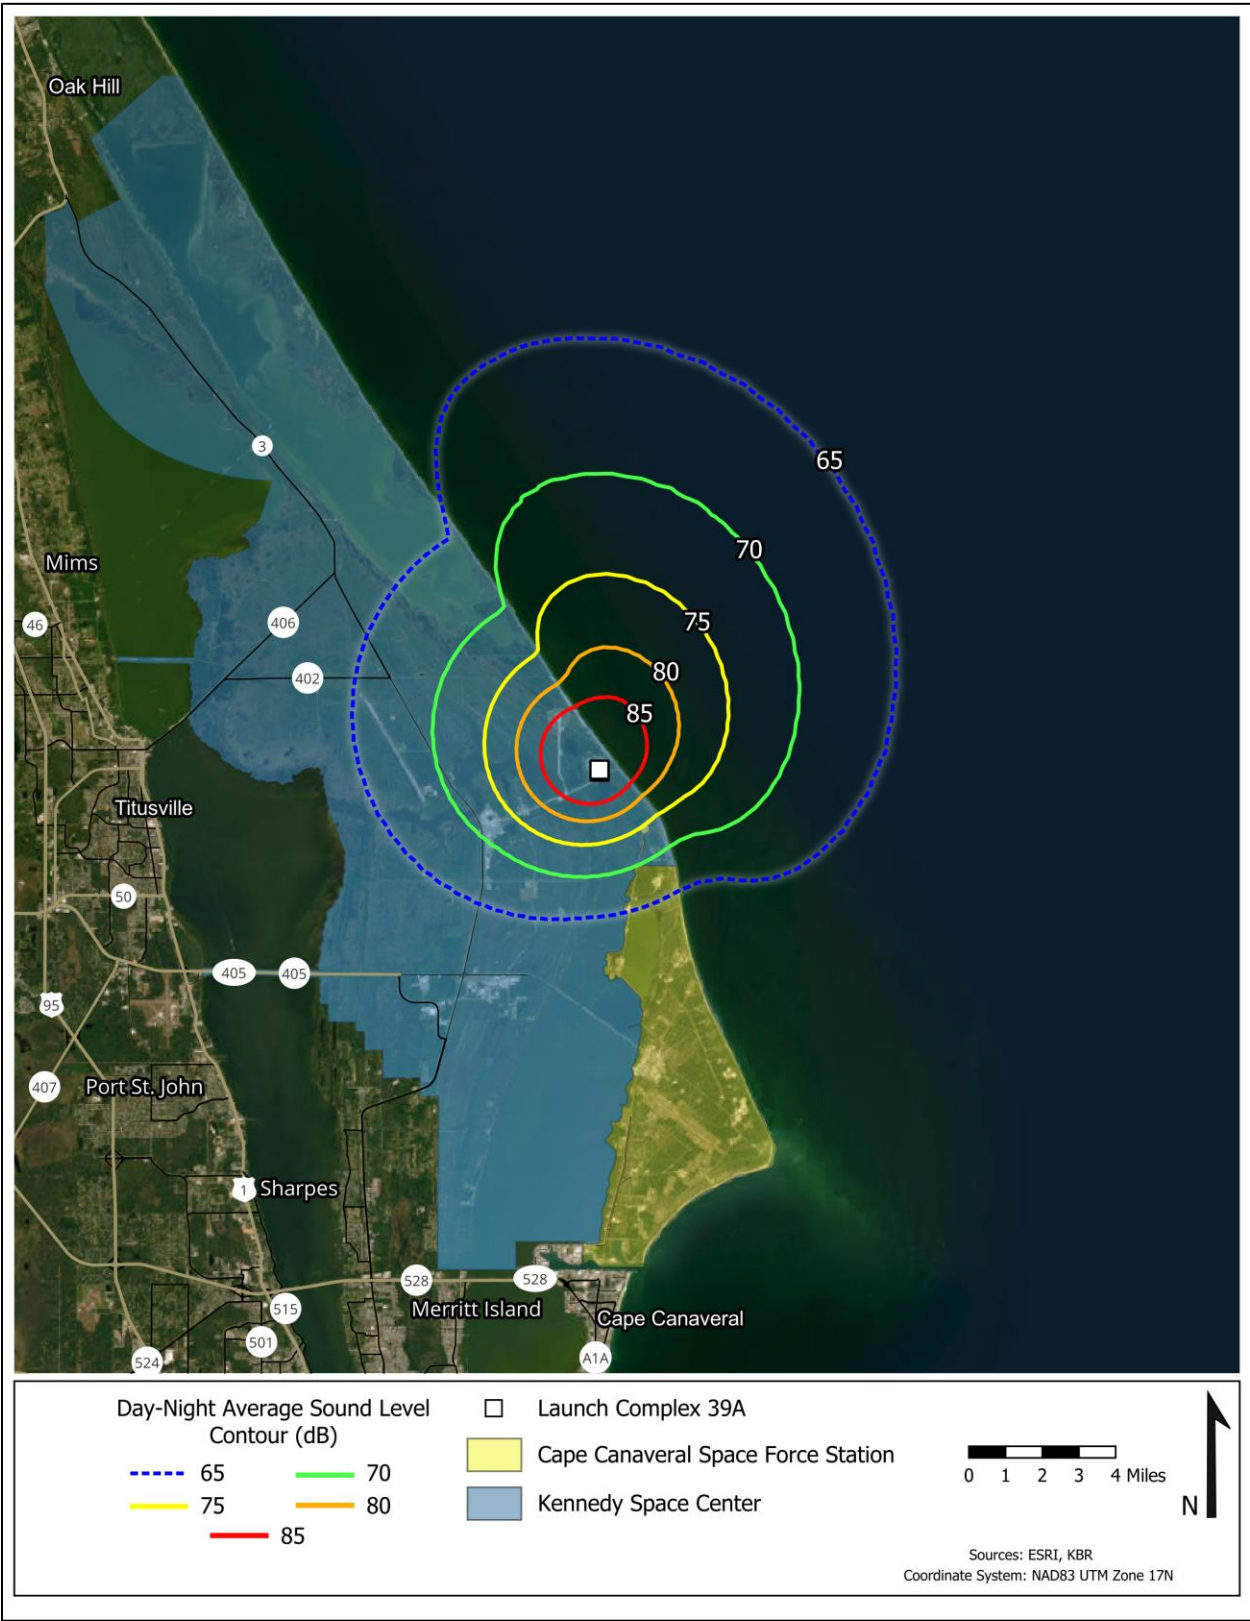 Oak Hill
65
3
70
Mims
75
46
406
80
402
85
Titusville
50
405
405
95
407
Port St. John
1
Sharpes
528
528
515
Merritt Island
Cape Canaveral
501
524
A1A
Day-Night Average Sound Level
Contour (dB)
65
70
75
80
85
Launch Complex 39A
Cape Canaveral Space Force Station
Kennedy Space Center
0 1 2 3 4 Miles
N
Sources: ESRI, KBR
Coordinate System: NAD83 UTM Zone 17N